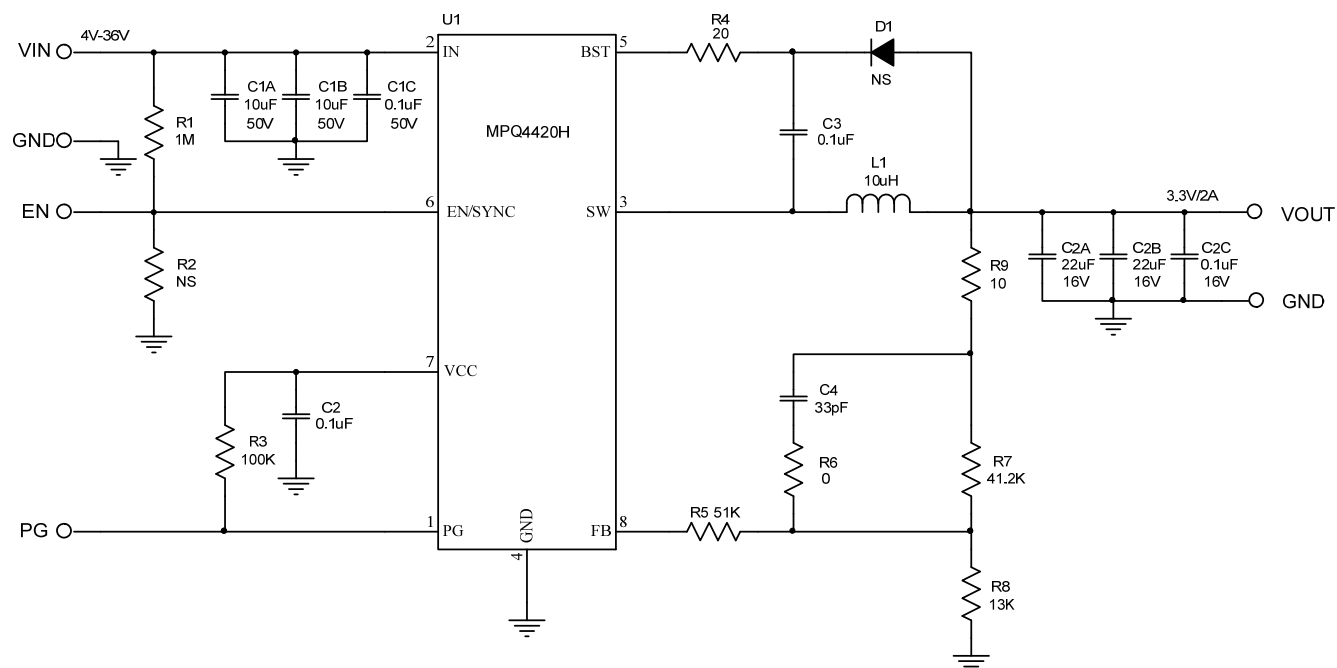 U1
VIN
4V-36V
2
IN
BST
5
R4
20
D1
NS
C1A
10uF
50V
C1B
10uF
50V
C1C
0.1uF
50V
R1
1M
GND
MPQ4420H
C3
0.1uF
L1
10uH
EN
6
EN/SYNC
SW
3
3.3V/2A
VOUT
R2
NS
R9
10
C2A
22uF
16V
C2B
22uF
16V
C2C
0.1uF
16V
GND
7
VCC
C2
0.1uF
R3
100K
C4
33pF
R6
0
R7
41.2K
PG
1
PG
GND
4
FB
8
R5 51K
R8
13K